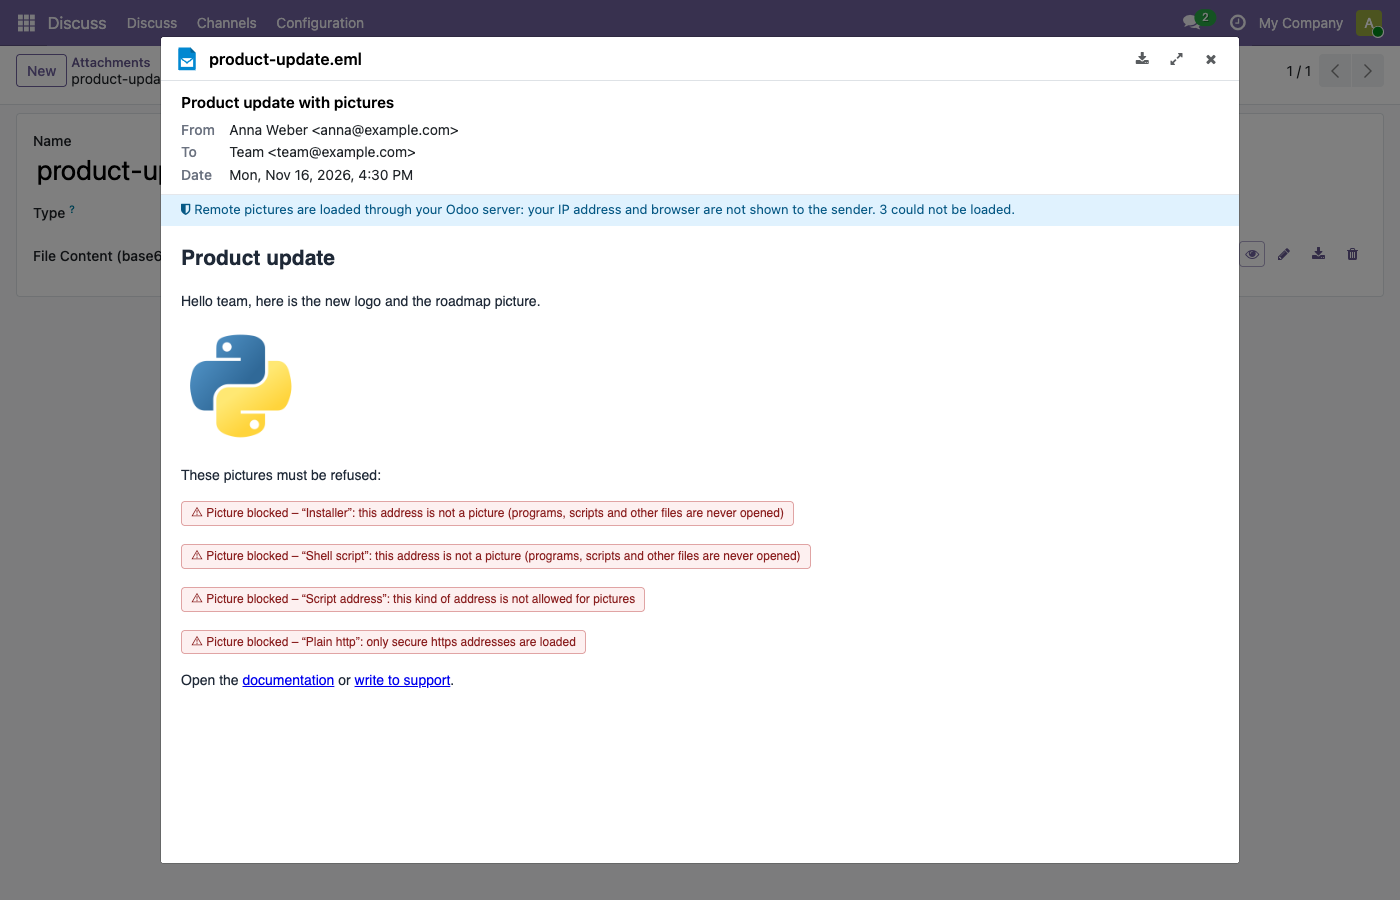 Discuss
Discuss
Channels
Configuration
2
My Company
A
New
Attachments
product-upda
1 / 1
Name
product-up
Type ?
File Content (base6
product-update.eml
Product update with pictures
From Anna Weber <anna@example.com>
To Team <team@example.com>
Date Mon, Nov 16, 2026, 4:30 PM
Remote pictures are loaded through your Odoo server: your IP address and browser are not shown to the sender. 3 could not be loaded.
Product update
Hello team, here is the new logo and the roadmap picture.
These pictures must be refused:
⚠ Picture blocked – “Installer”: this address is not a picture (programs, scripts and other files are never opened)
⚠ Picture blocked – “Shell script”: this address is not a picture (programs, scripts and other files are never opened)
⚠ Picture blocked – “Script address”: this kind of address is not allowed for pictures
⚠ Picture blocked – “Plain http”: only secure https addresses are loaded
Open the documentation or write to support.